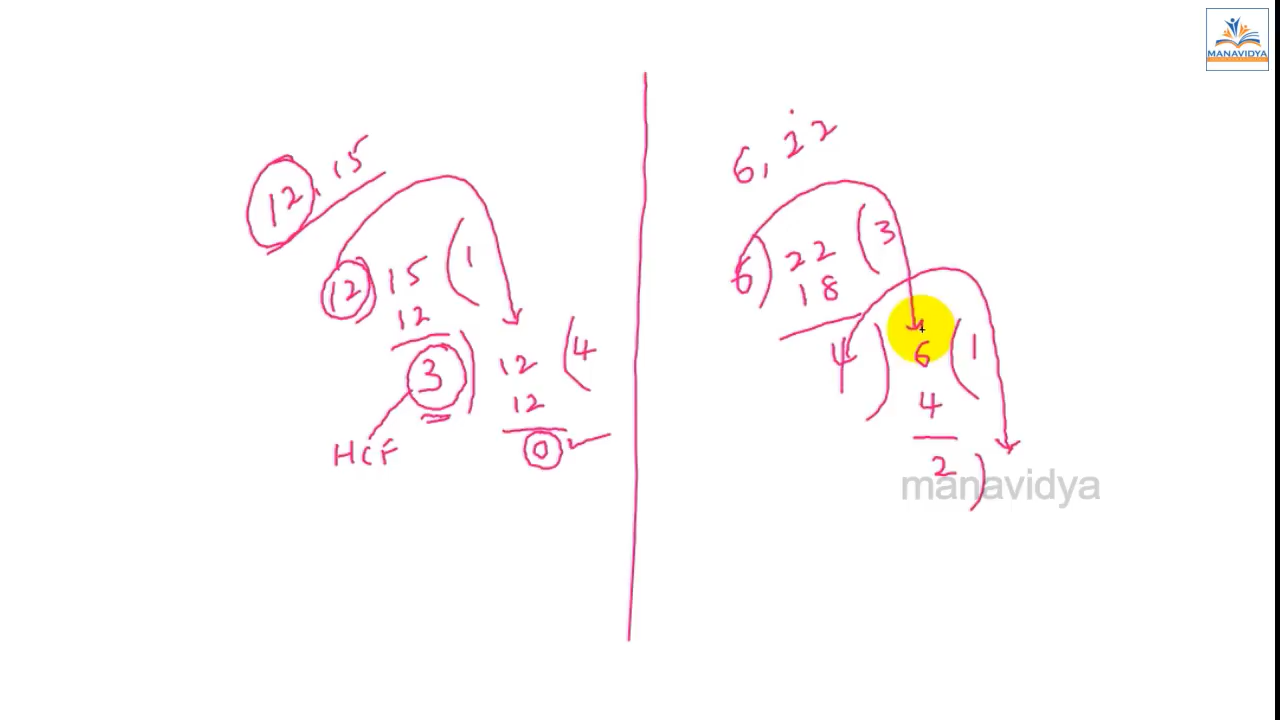 MANAVIDYA
12, 15
12) 15 (1
12
3) 12 (4
12
0
HCF
6, 22
6) 22 (3
18
4) 6 (1
4
2)
manavidya